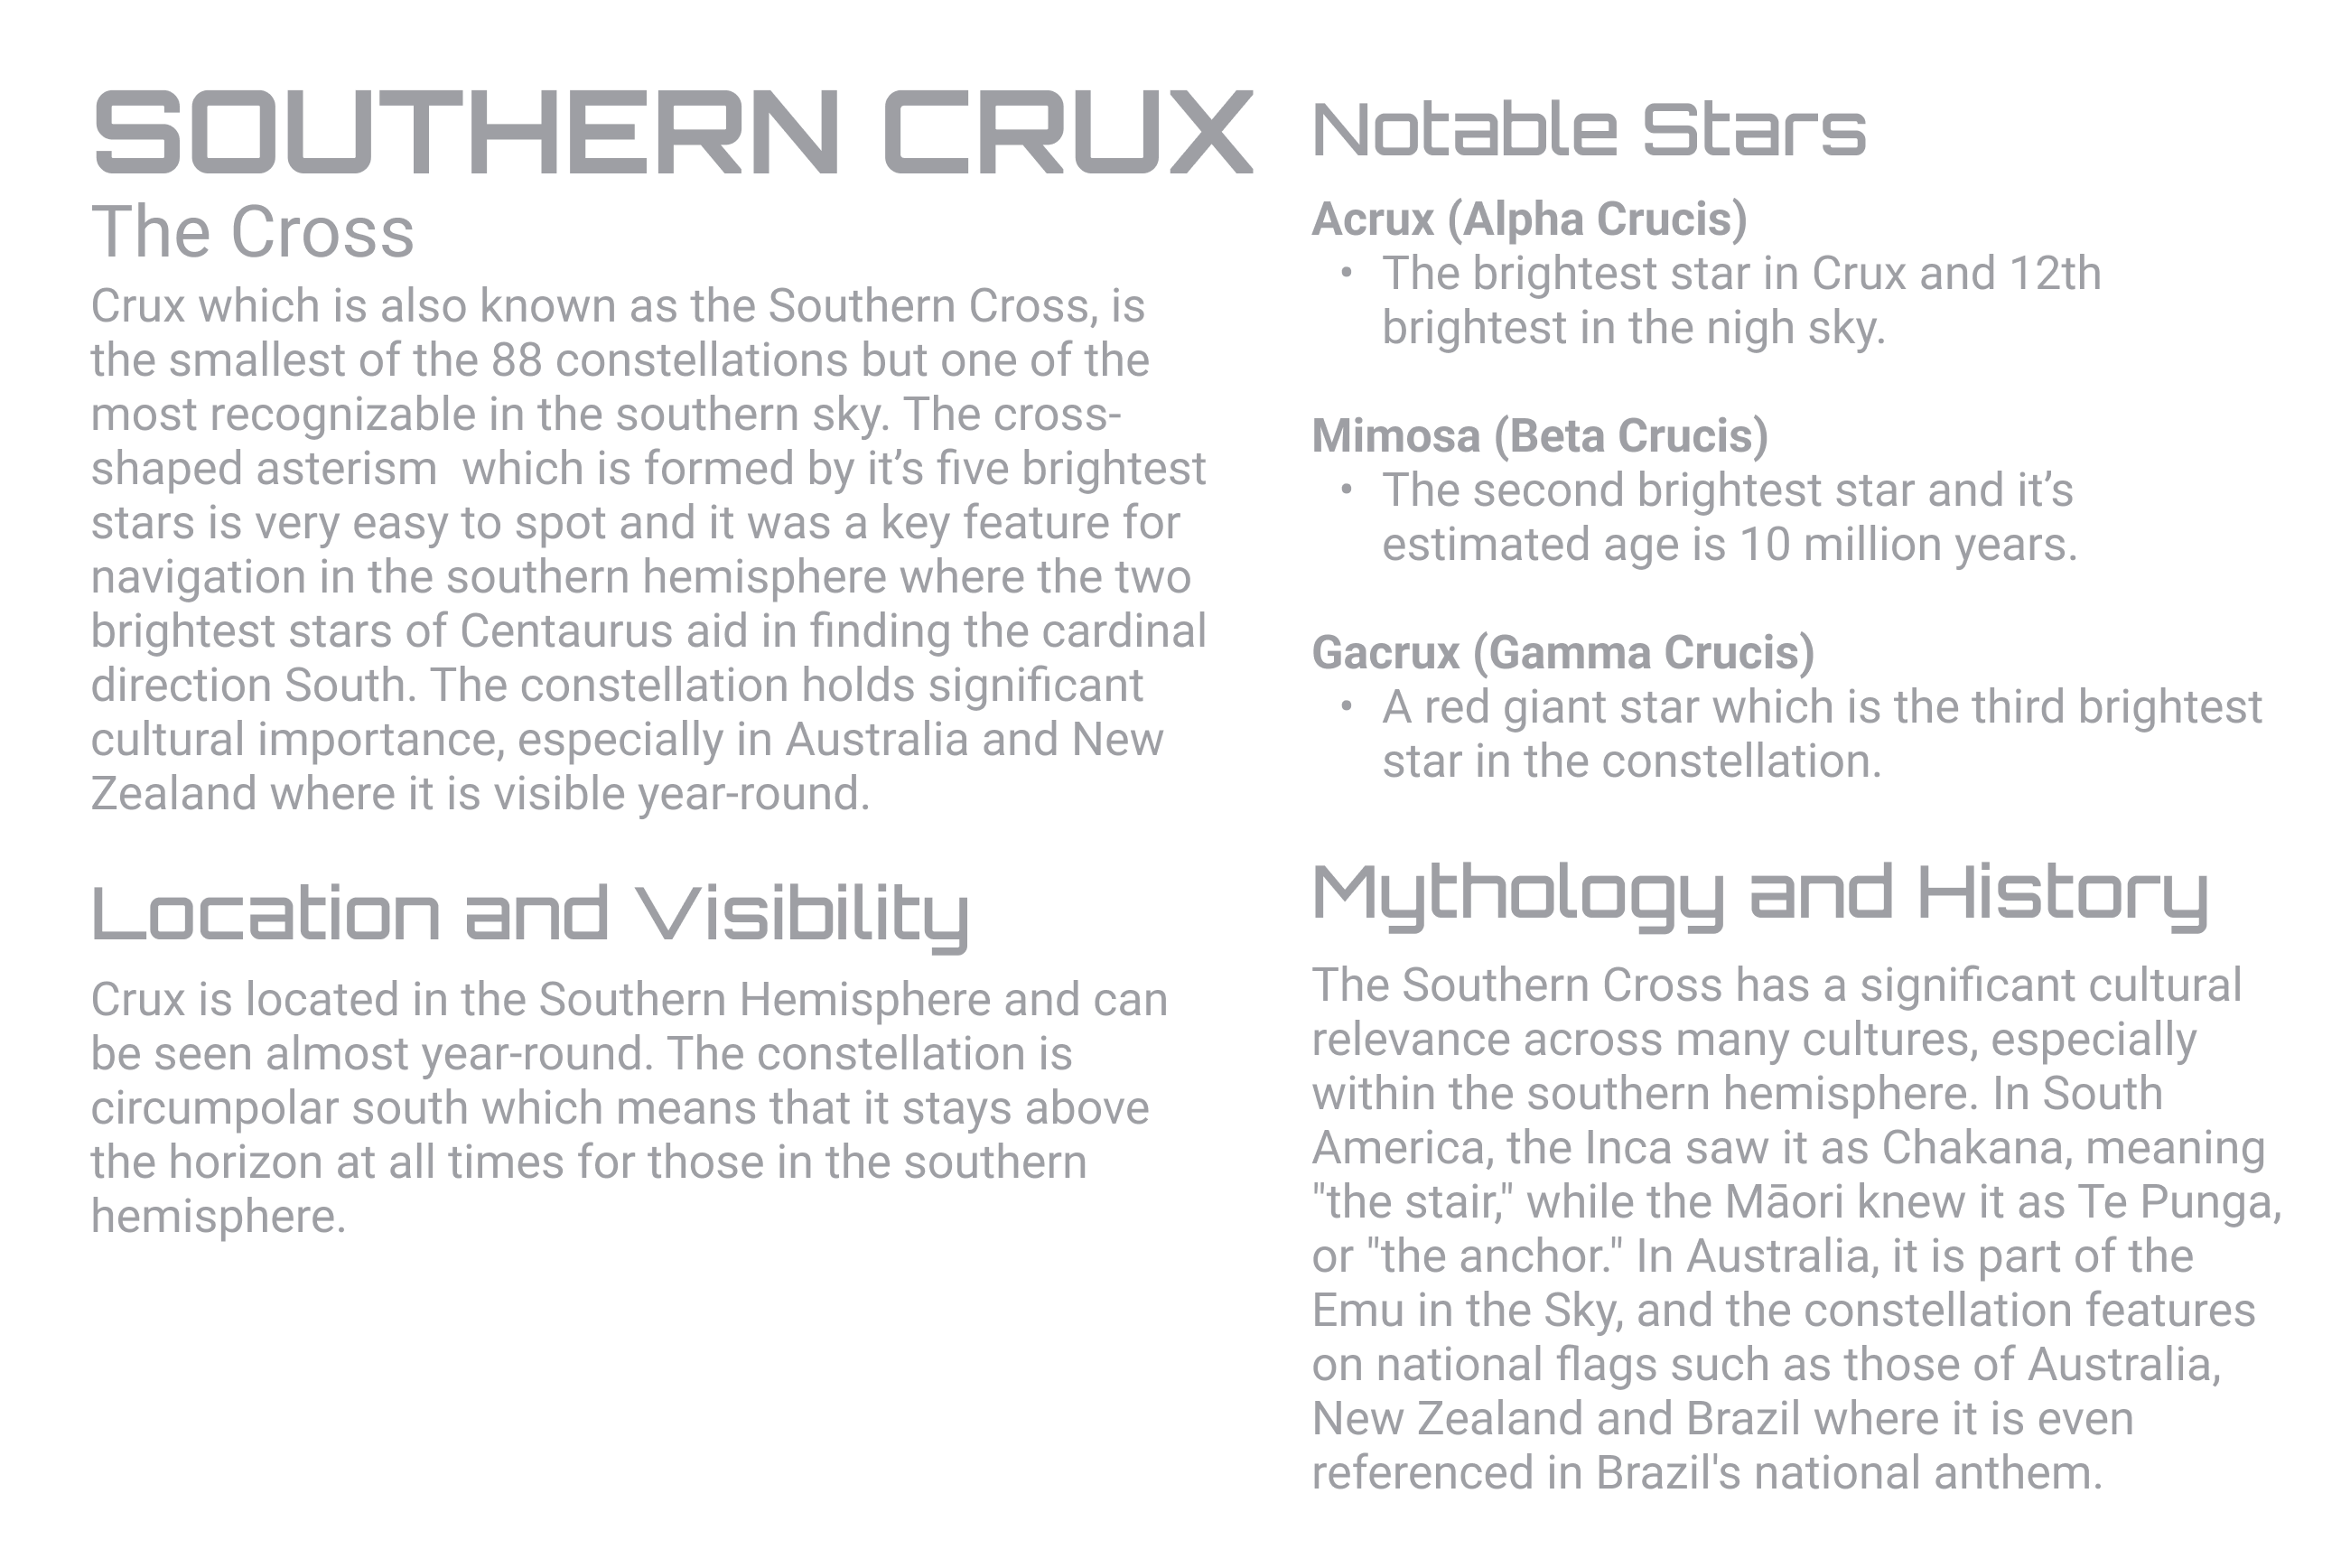 SOUTHERN CRUX
The Cross
Crux which is also known as the Southern Cross, is
the smallest of the 88 constellations but one of the
most recognizable in the southern sky. The cross-
shaped asterism  which is formed by it’s five brightest
stars is very easy to spot and it was a key feature for
navigation in the southern hemisphere where the two
brightest stars of Centaurus aid in finding the cardinal
direction South. The constellation holds significant
cultural importance, especially in Australia and New
Zealand where it is visible year-round.
Location and Visibility
Crux is located in the Southern Hemisphere and can
be seen almost year-round. The constellation is
circumpolar south which means that it stays above
the horizon at all times for those in the southern
hemisphere.
Notable Stars
Acrux (Alpha Crucis)
• The brightest star in Crux and 12th
brightest in the nigh sky.
Mimosa (Beta Crucis)
• The second brightest star and it’s
estimated age is 10 million years.
Gacrux (Gamma Crucis)
• A red giant star which is the third brightest
star in the constellation.
Mythology and History
The Southern Cross has a significant cultural
relevance across many cultures, especially
within the southern hemisphere. In South
America, the Inca saw it as Chakana, meaning
"the stair," while the Māori knew it as Te Punga,
or "the anchor." In Australia, it is part of the
Emu in the Sky, and the constellation features
on national flags such as those of Australia,
New Zealand and Brazil where it is even
referenced in Brazil's national anthem.